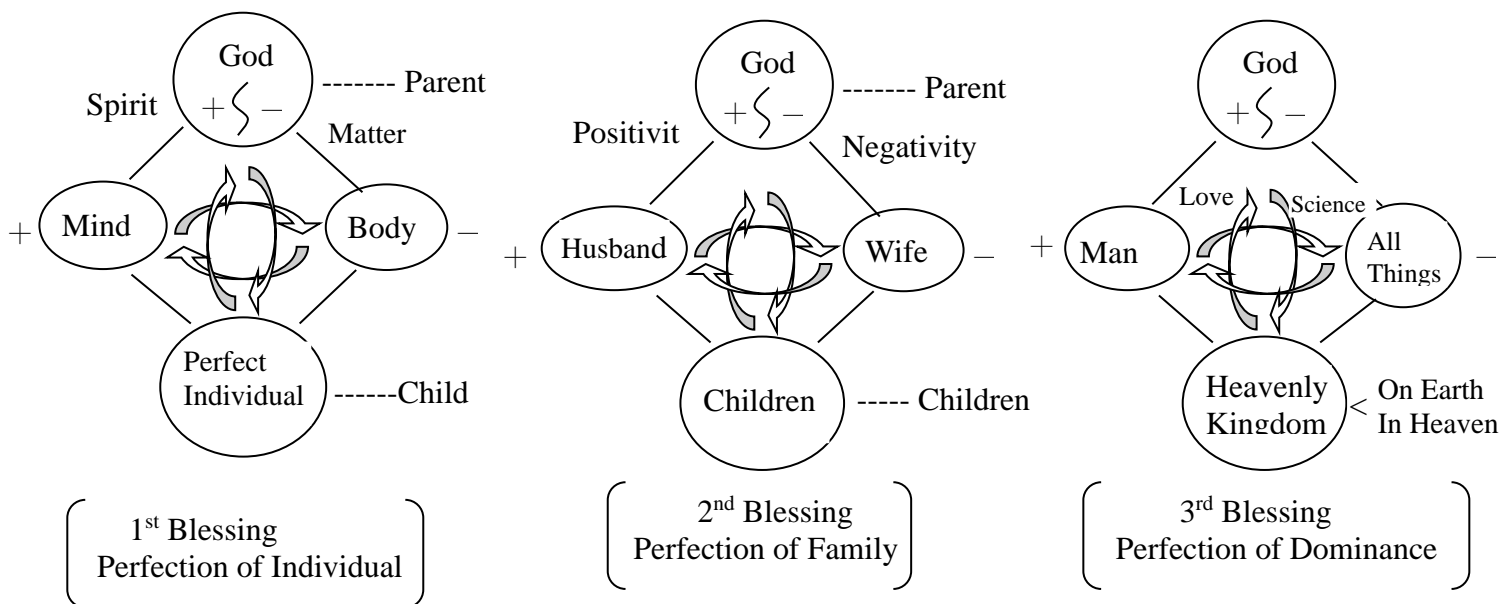 God
+ −
------- Parent
Spirit
Matter
+
Mind
Body
−
Perfect
Individual
------Child
1st Blessing
Perfection of Individual
God
+ −
------- Parent
Positivit
Negativity
+
Husband
Wife
−
Children
----- Children
2nd Blessing
Perfection of Family
God
+ −
Love
Science
+
Man
All
Things
−
Heavenly
Kingdom
< On Earth
In Heaven
3rd Blessing
Perfection of Dominance